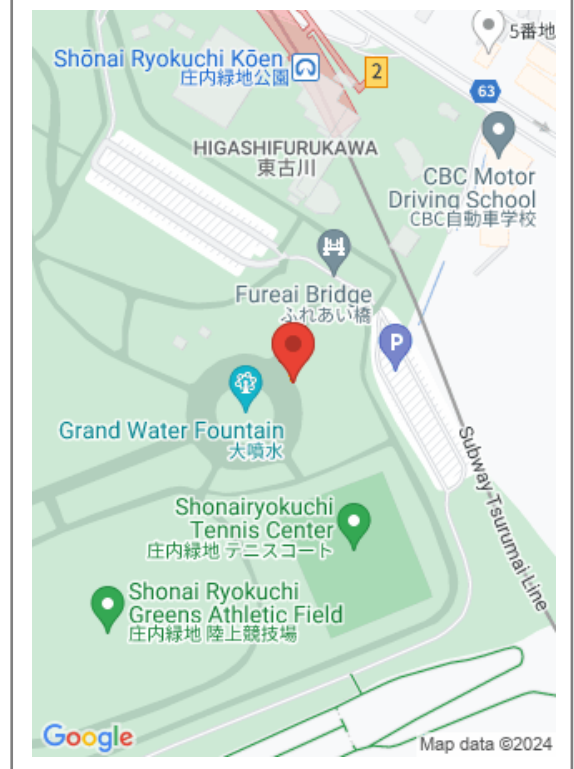 5番地
Shōnai Ryokuchi Kōen
庄内緑地公園
2
63
HIGASHIFURUKAWA
東古川
CBC Motor
Driving School
CBC自動車学校
Fureai Bridge
ふれあい橋
P
Grand Water Fountain
大噴水
Subway Tsurumai Line
Shonairyokuchi
Tennis Center
庄内緑地 テニスコート
Shonai Ryokuchi
Greens Athletic Field
庄内緑地 陸上競技場
Google
Map data ©2024